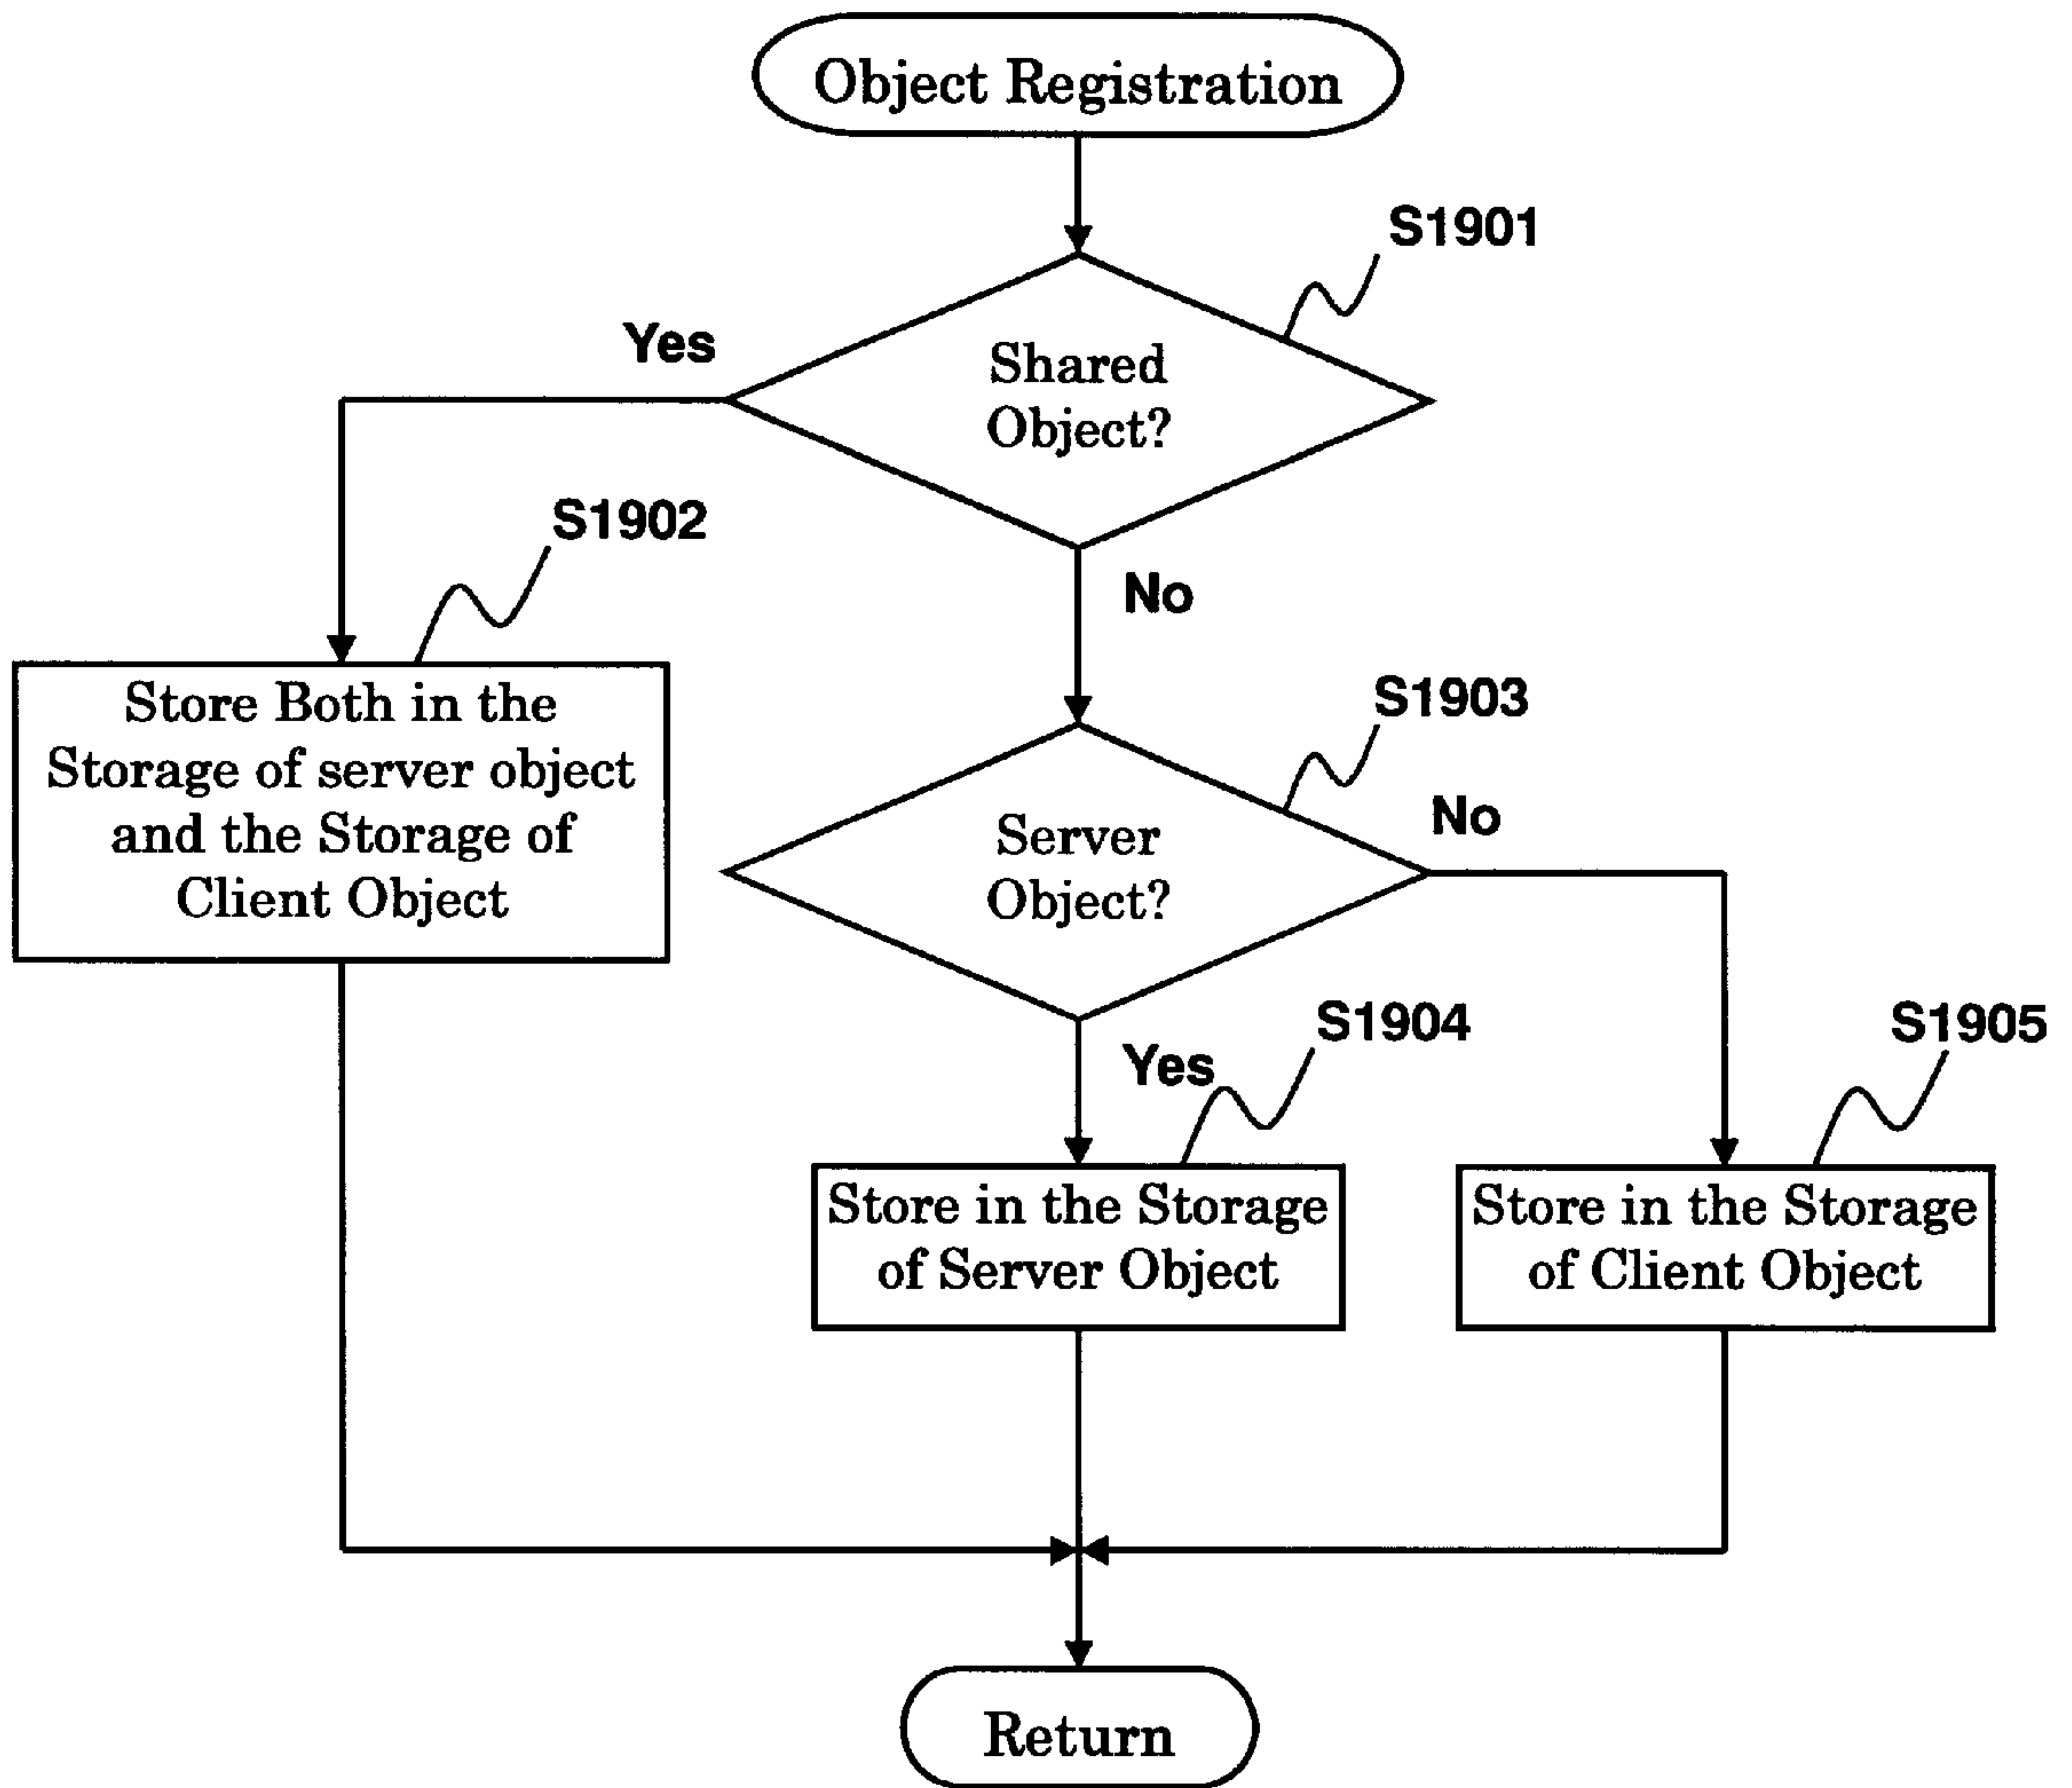 Object Registration
S1901
Yes
Shared
Object?
S1902
No
Store Both in the
Storage of server object
and the Storage of
Client Object
S1903
No
Server
Object?
S1904
S1905
Yes
Store in the Storage
of Server Object
Store in the Storage
of Client Object
Return